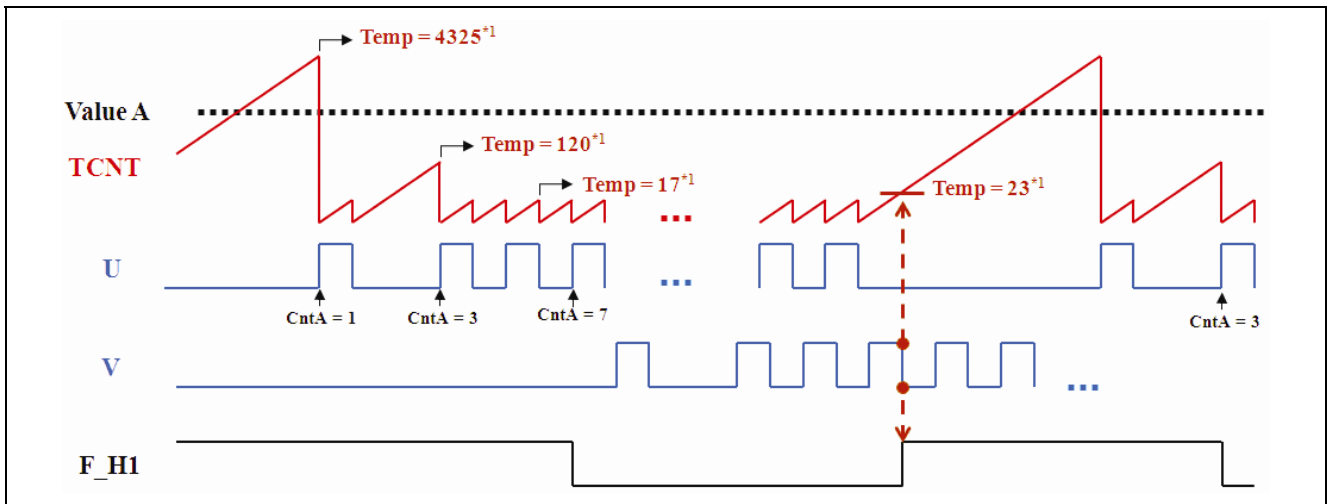 Temp = 4325*1
Value A
Temp = 120*1
TCNT
Temp = 17*1
Temp = 23*1
...
U
...
CntA = 1
CntA = 3
CntA = 7
CntA = 3
V
...
F_H1